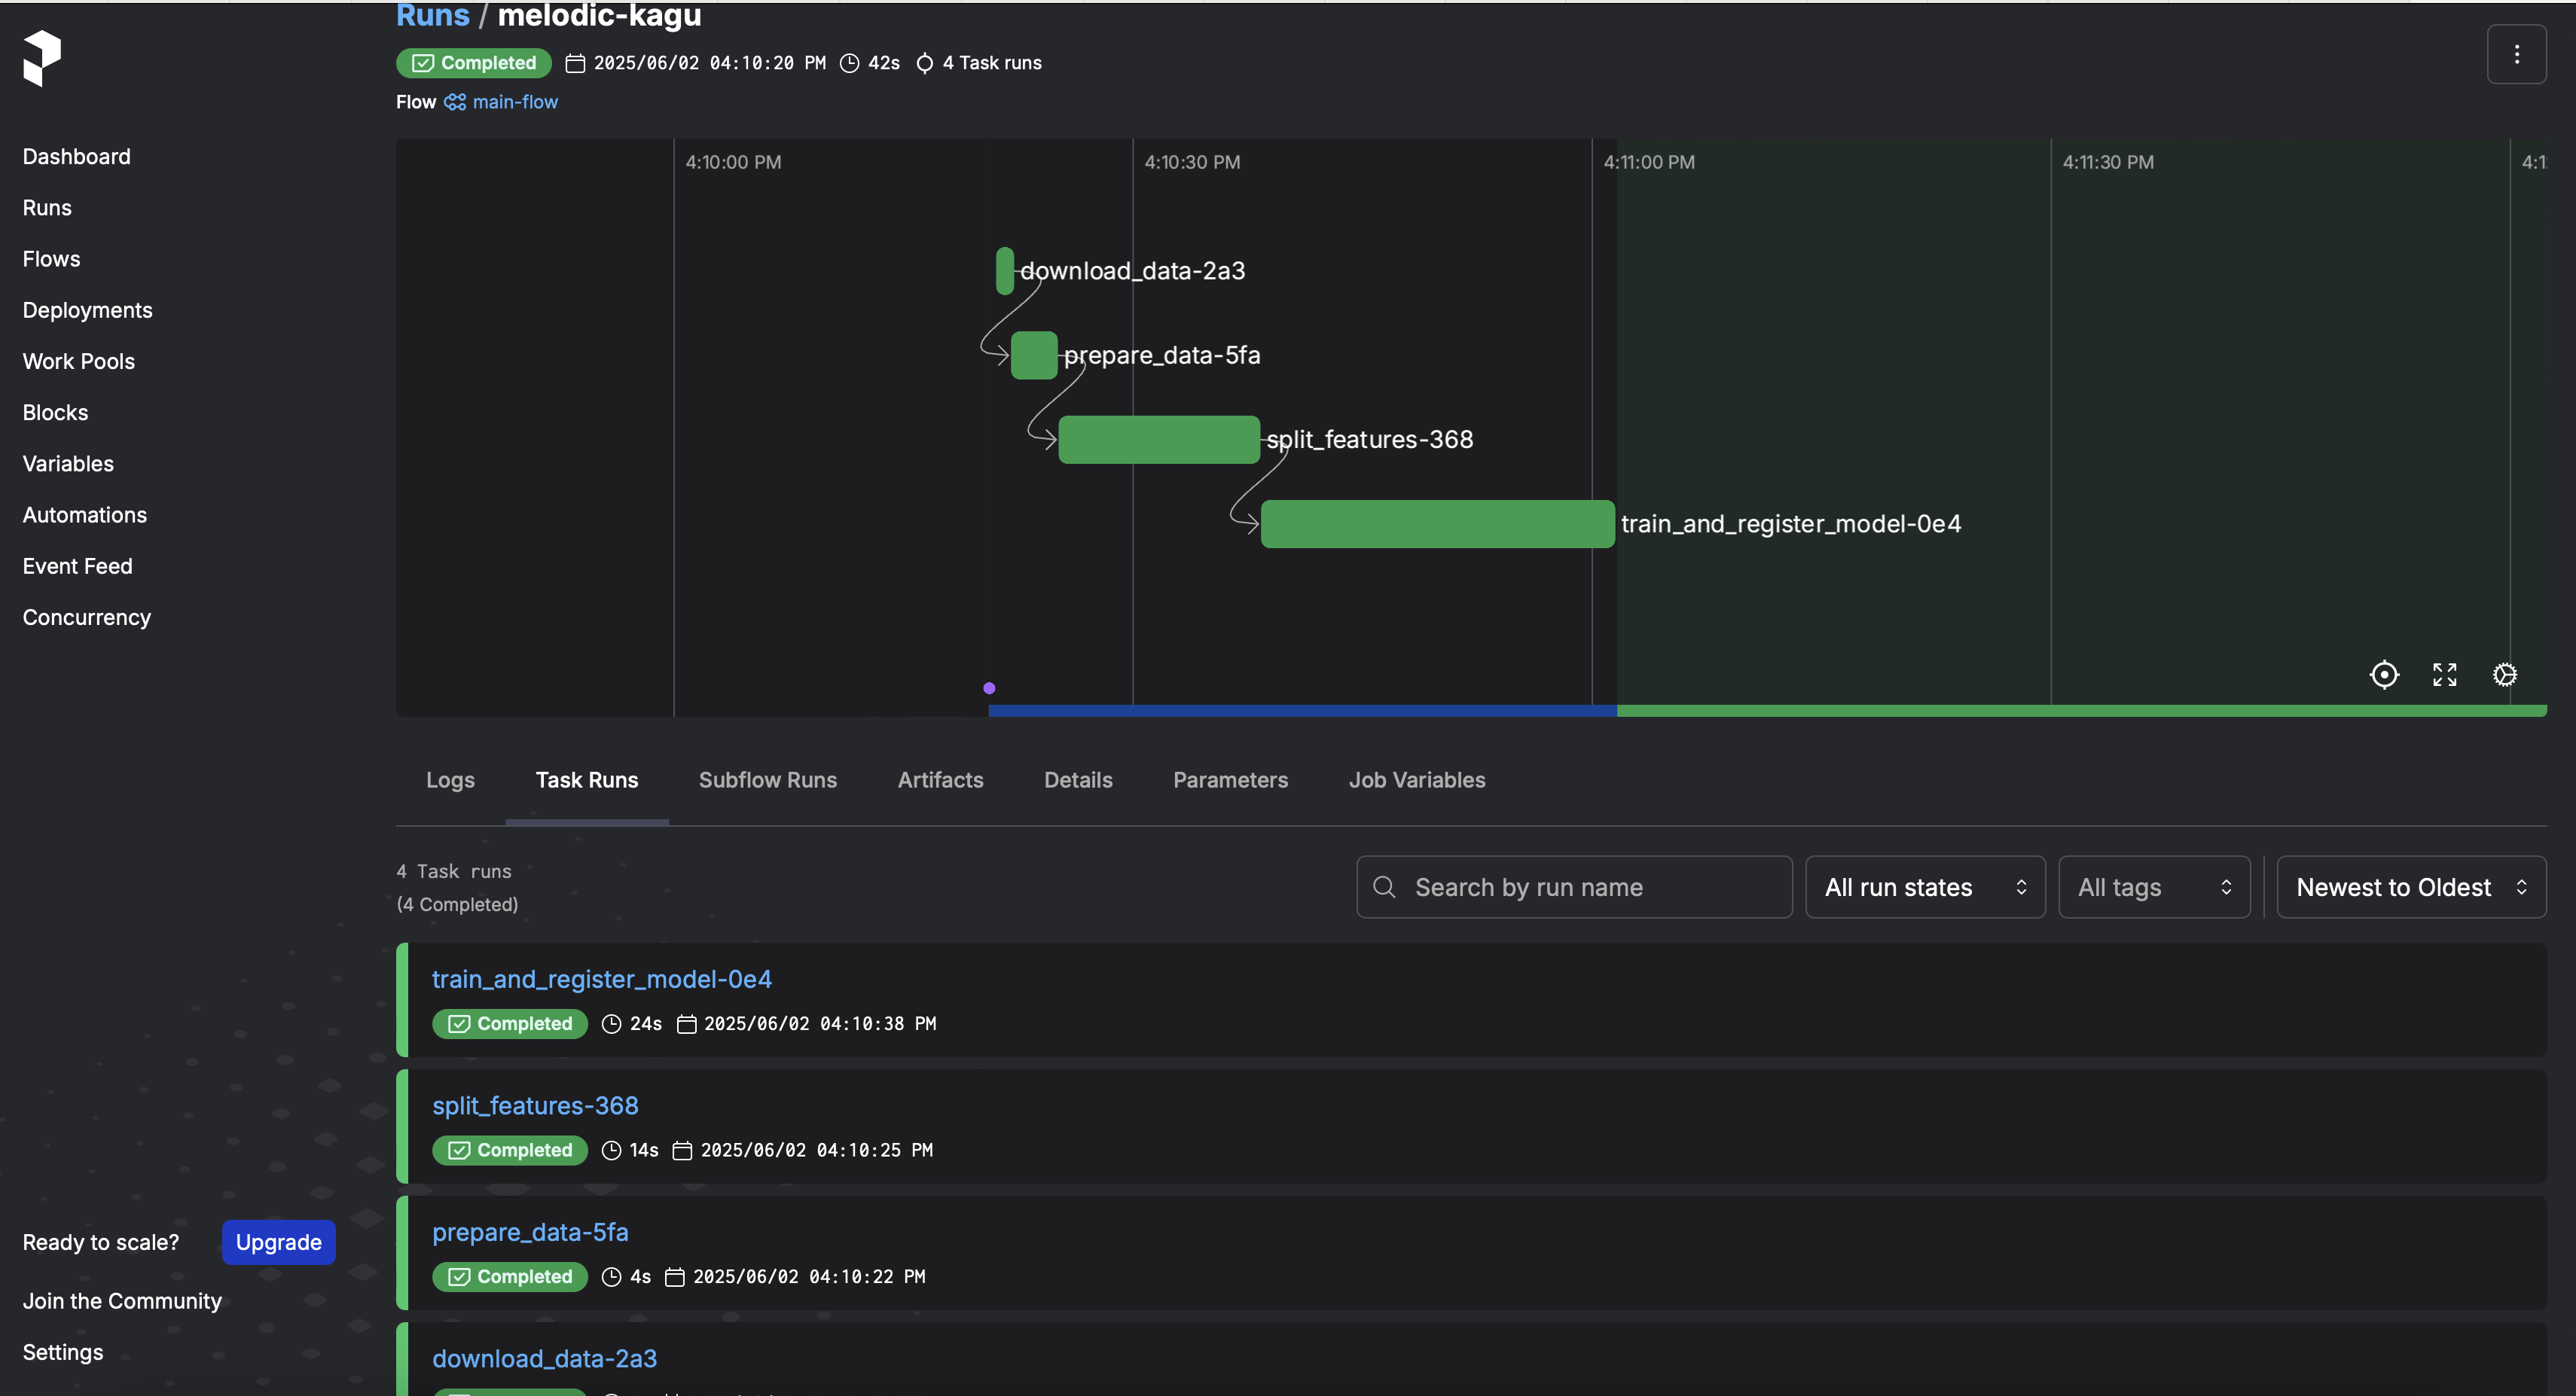 Runs / melodic-kagu
Completed 2025/06/02 04:10:20 PM 42s 4 Task runs
Flow main-flow
Dashboard
Runs
Flows
Deployments
Work Pools
Blocks
Variables
Automations
Event Feed
Concurrency
Ready to scale? Upgrade
Join the Community
Settings
4:10:00 PM 4:10:30 PM 4:11:00 PM 4:11:30 PM 4:1
download_data-2a3
prepare_data-5fa
split_features-368
train_and_register_model-0e4
Logs Task Runs Subflow Runs Artifacts Details Parameters Job Variables
4 Task runs
(4 Completed)
Search by run name All run states All tags Newest to Oldest
train_and_register_model-0e4
Completed 24s 2025/06/02 04:10:38 PM
split_features-368
Completed 14s 2025/06/02 04:10:25 PM
prepare_data-5fa
Completed 4s 2025/06/02 04:10:22 PM
download_data-2a3